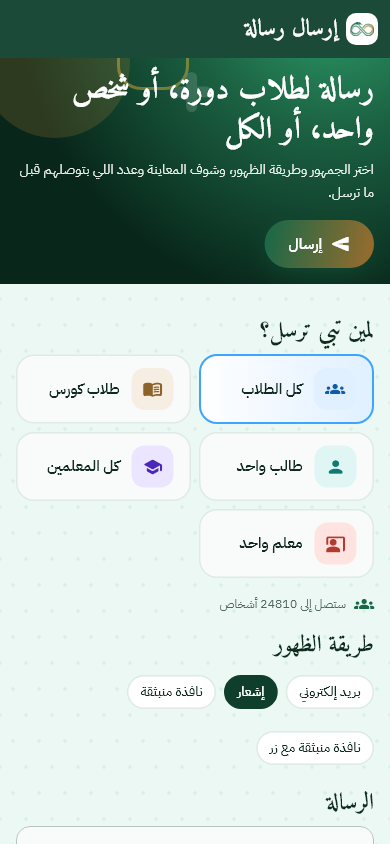 إرسال رسالة
رسالة لطلاب دورة، أو شخص
واحد، أو الكل
اختر الجمهور وطريقة الظهور، وشوف المعاينة وعدد اللي بتوصلهم قبل
ما ترسل.
إرسال
لمين تبي ترسل؟
كل الطلاب
طلاب كورس
طالب واحد
كل المعلمين
معلم واحد
ستصل إلى 24810 أشخاص
طريقة الظهور
بريد إلكتروني
إشعار
نافذة منبثقة
نافذة منبثقة مع زر
الرسالة